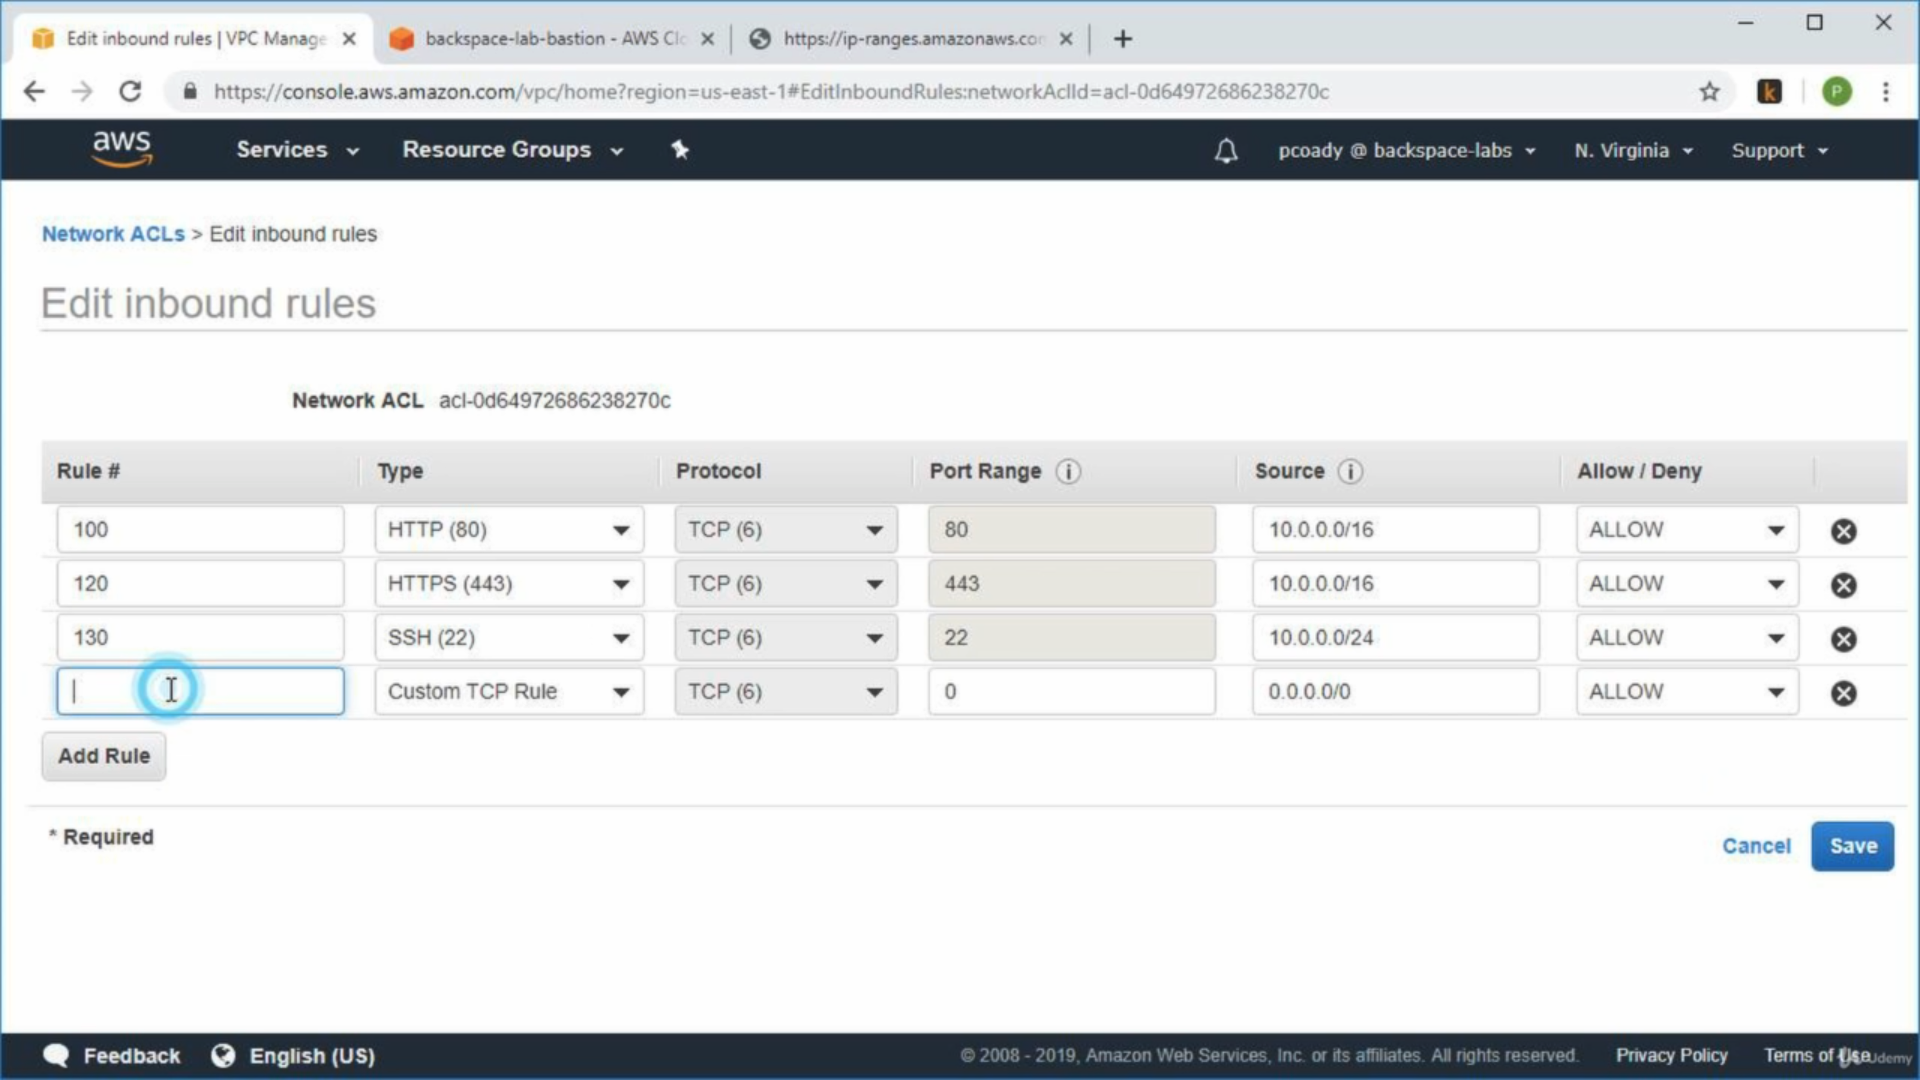 Edit inbound rules | VPC Manage
backspace-lab-bastion - AWS Clo
https://ip-ranges.amazonaws.con
https://console.aws.amazon.com/vpc/home?region=us-east-1#EditInboundRules:networkAclId=acl-0d64972686238270c
k
P
aws
Services
Resource Groups
pcoady @ backspace-labs
N. Virginia
Support
Network ACLs > Edit inbound rules
Edit inbound rules
Network ACL acl-0d64972686238270c
Rule # Type Protocol Port Range i Source i Allow / Deny
100 HTTP (80) TCP (6) 80 10.0.0.0/16 ALLOW
120 HTTPS (443) TCP (6) 443 10.0.0.0/16 ALLOW
130 SSH (22) TCP (6) 22 10.0.0.0/24 ALLOW
Custom TCP Rule TCP (6) 0 0.0.0.0/0 ALLOW
Add Rule
* Required
Cancel
Save
Feedback
English (US)
© 2008 - 2019, Amazon Web Services, Inc. or its affiliates. All rights reserved.
Privacy Policy
Terms of Use
Udemy